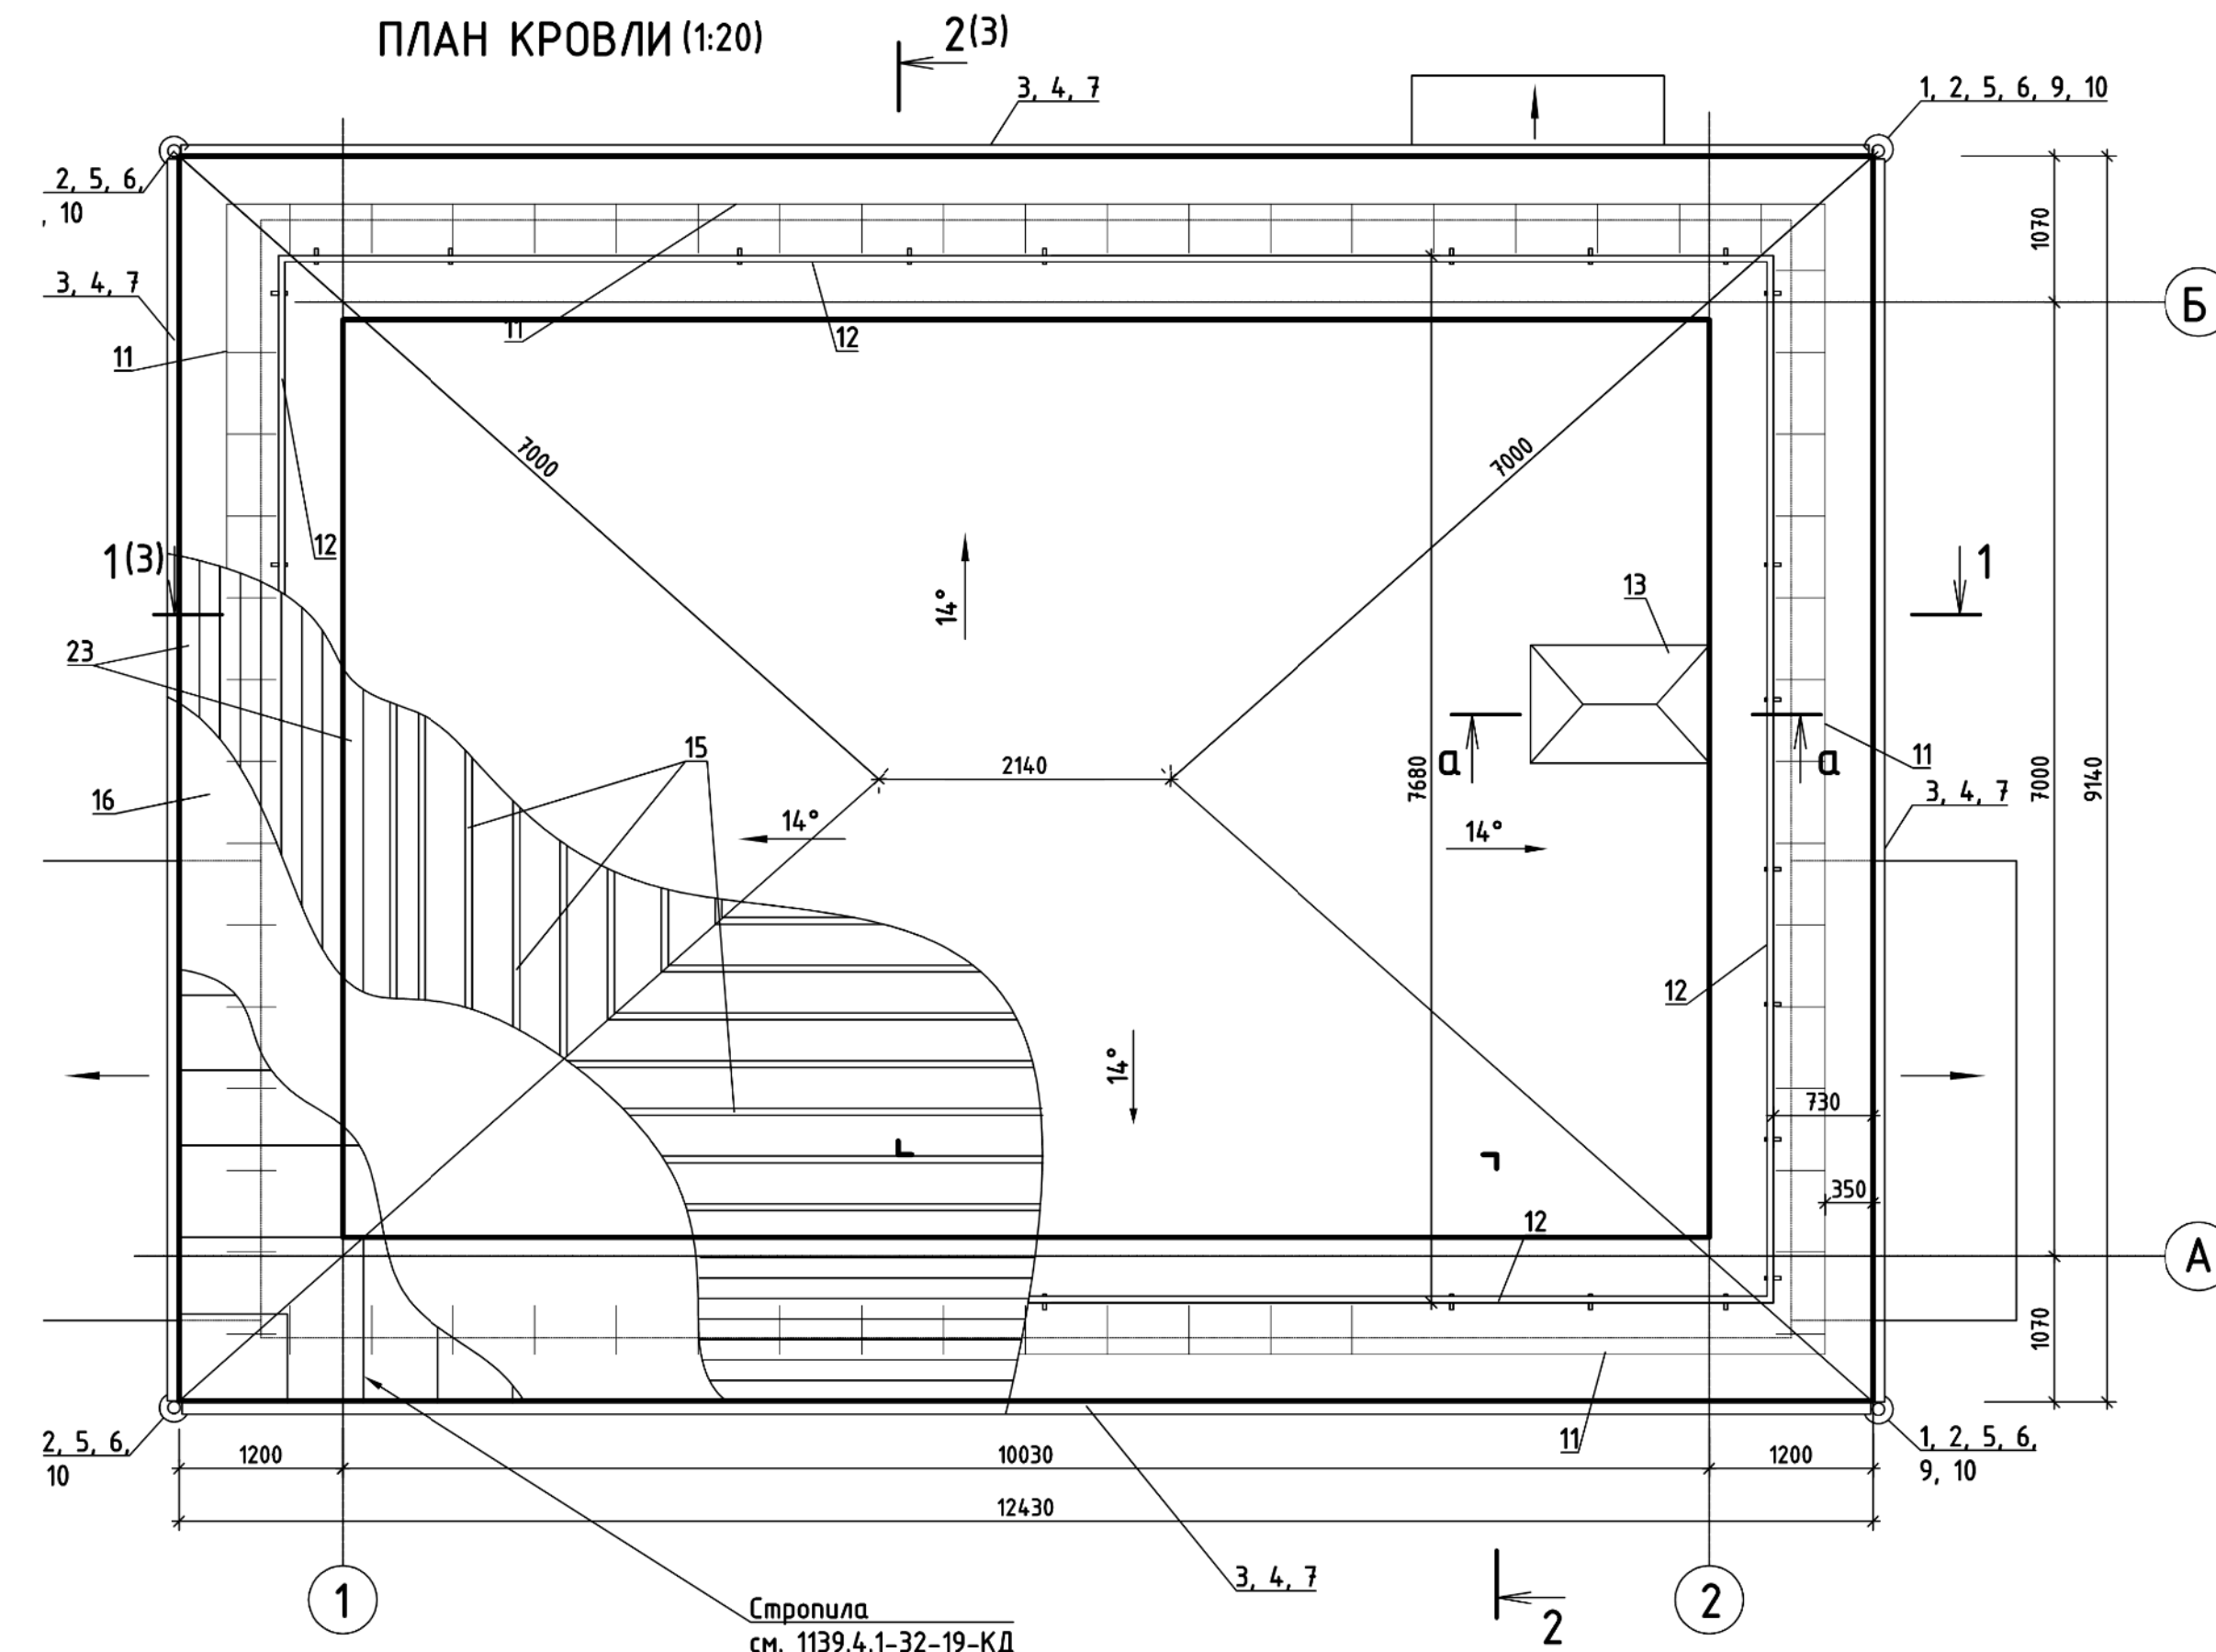 ПЛАН КРОВЛИ (1:20)
2(3)
3, 4, 7
1, 2, 5, 6, 9, 10
2, 5, 6,
, 10
1070
3, 4, 7
Б
11
12
11
7000
7000
12
1(3)
1
14°
13
23
15
2140
7680
а
а
11
7000
9140
16
3, 4, 7
14°
14°
12
14°
730
350
12
А
1070
2, 5, 6,
10
1200
10030
11
1200
1, 2, 5, 6,
9, 10
12430
3, 4, 7
1
2
2
Стропила
см. 1139.4.1-32-19-КД